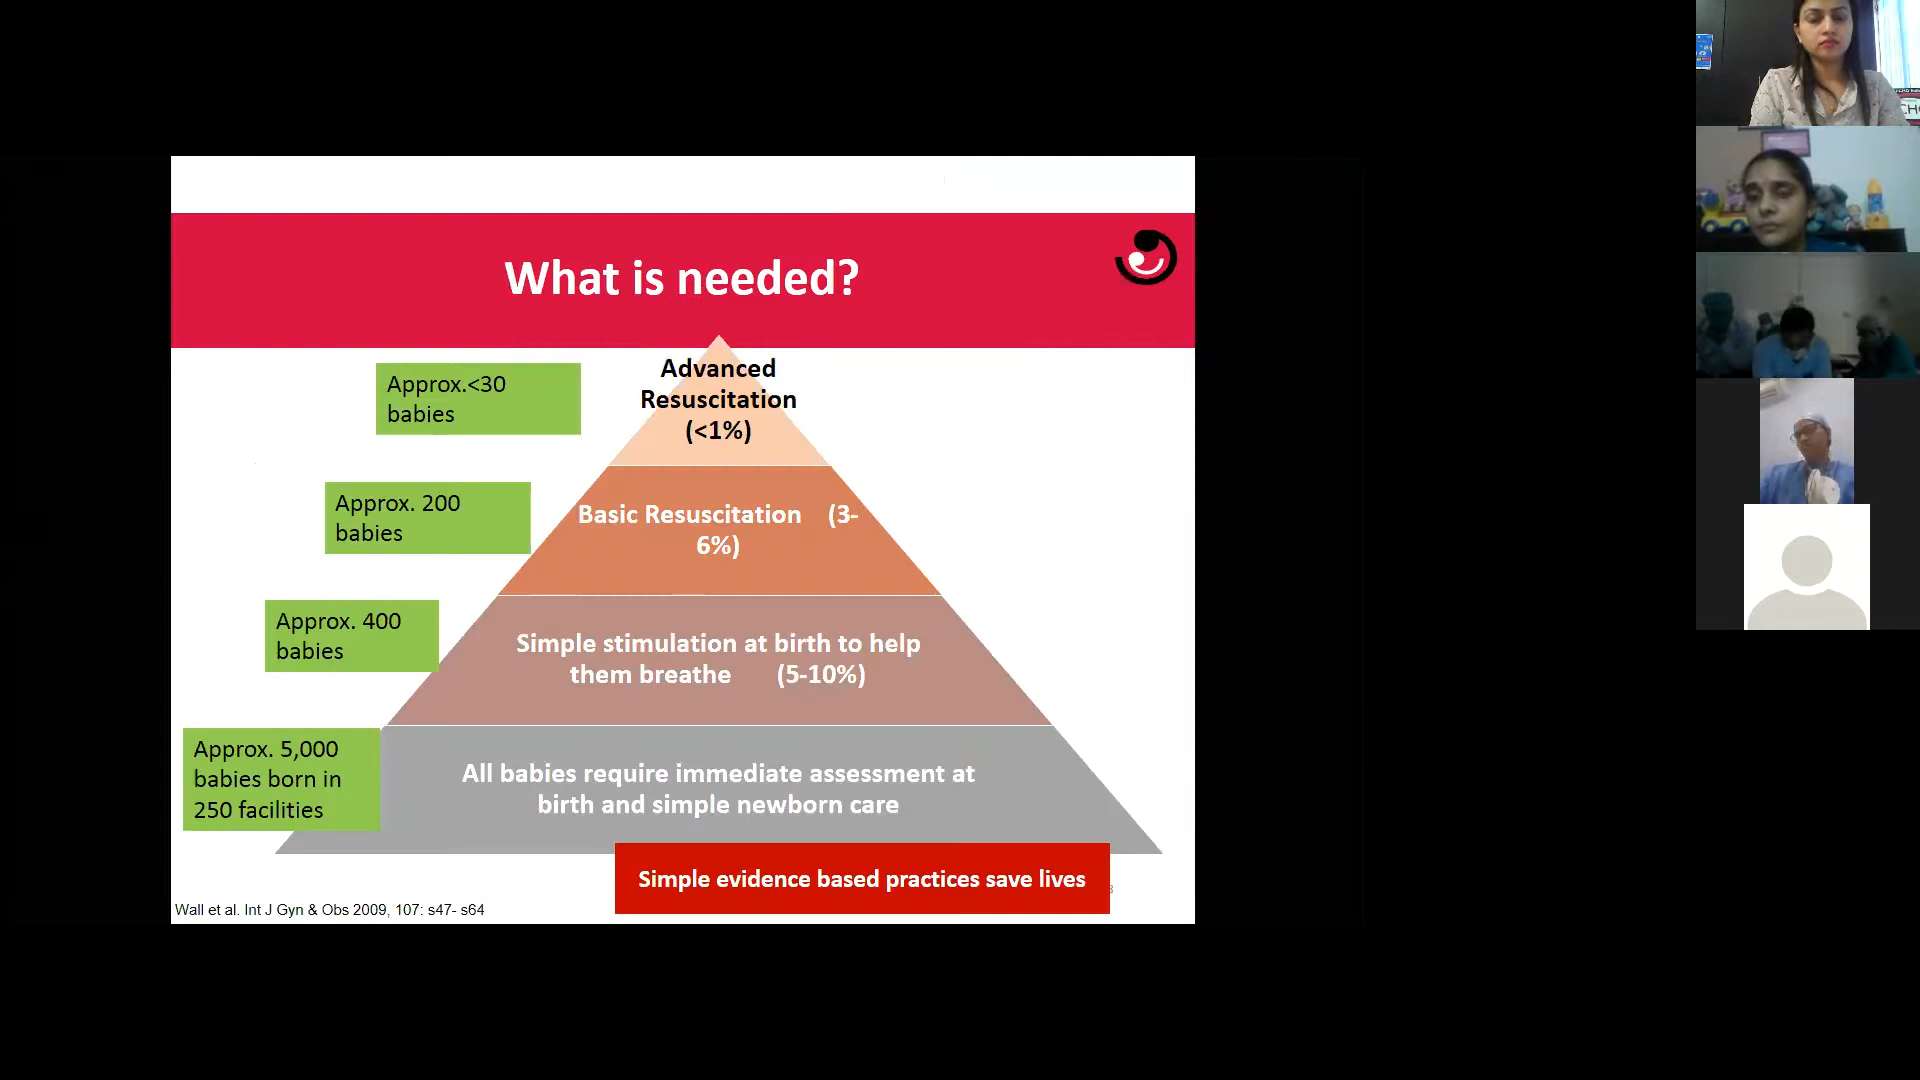 What is needed?
Approx.<30
babies
Advanced
Resuscitation
(<1%)
Approx. 200
babies
Basic Resuscitation (3-
6%)
Approx. 400
babies
Simple stimulation at birth to help
them breathe (5-10%)
Approx. 5,000
babies born in
250 facilities
All babies require immediate assessment at
birth and simple newborn care
Simple evidence based practices save lives
Wall et al. Int J Gyn & Obs 2009, 107: s47- s64